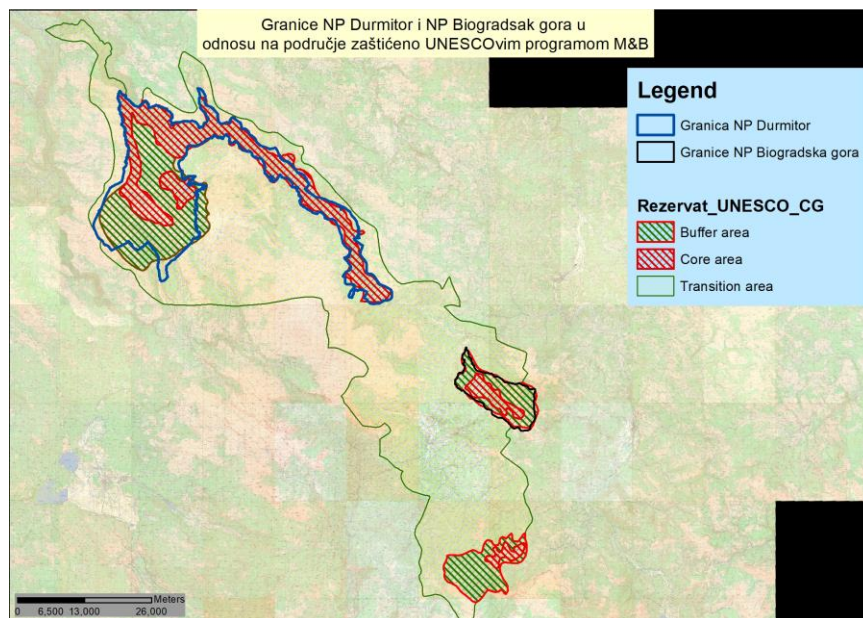 Granice NP Durmitor i NP Biogradsak gora u
odnosu na područje zaštićeno UNESCOvim programom M&B
Legend
Granica NP Durmitor
Granice NP Biogradska gora
Rezervat_UNESCO_CG
Buffer area
Core area
Transition area
Meters
0 6,500 13,000 26,000